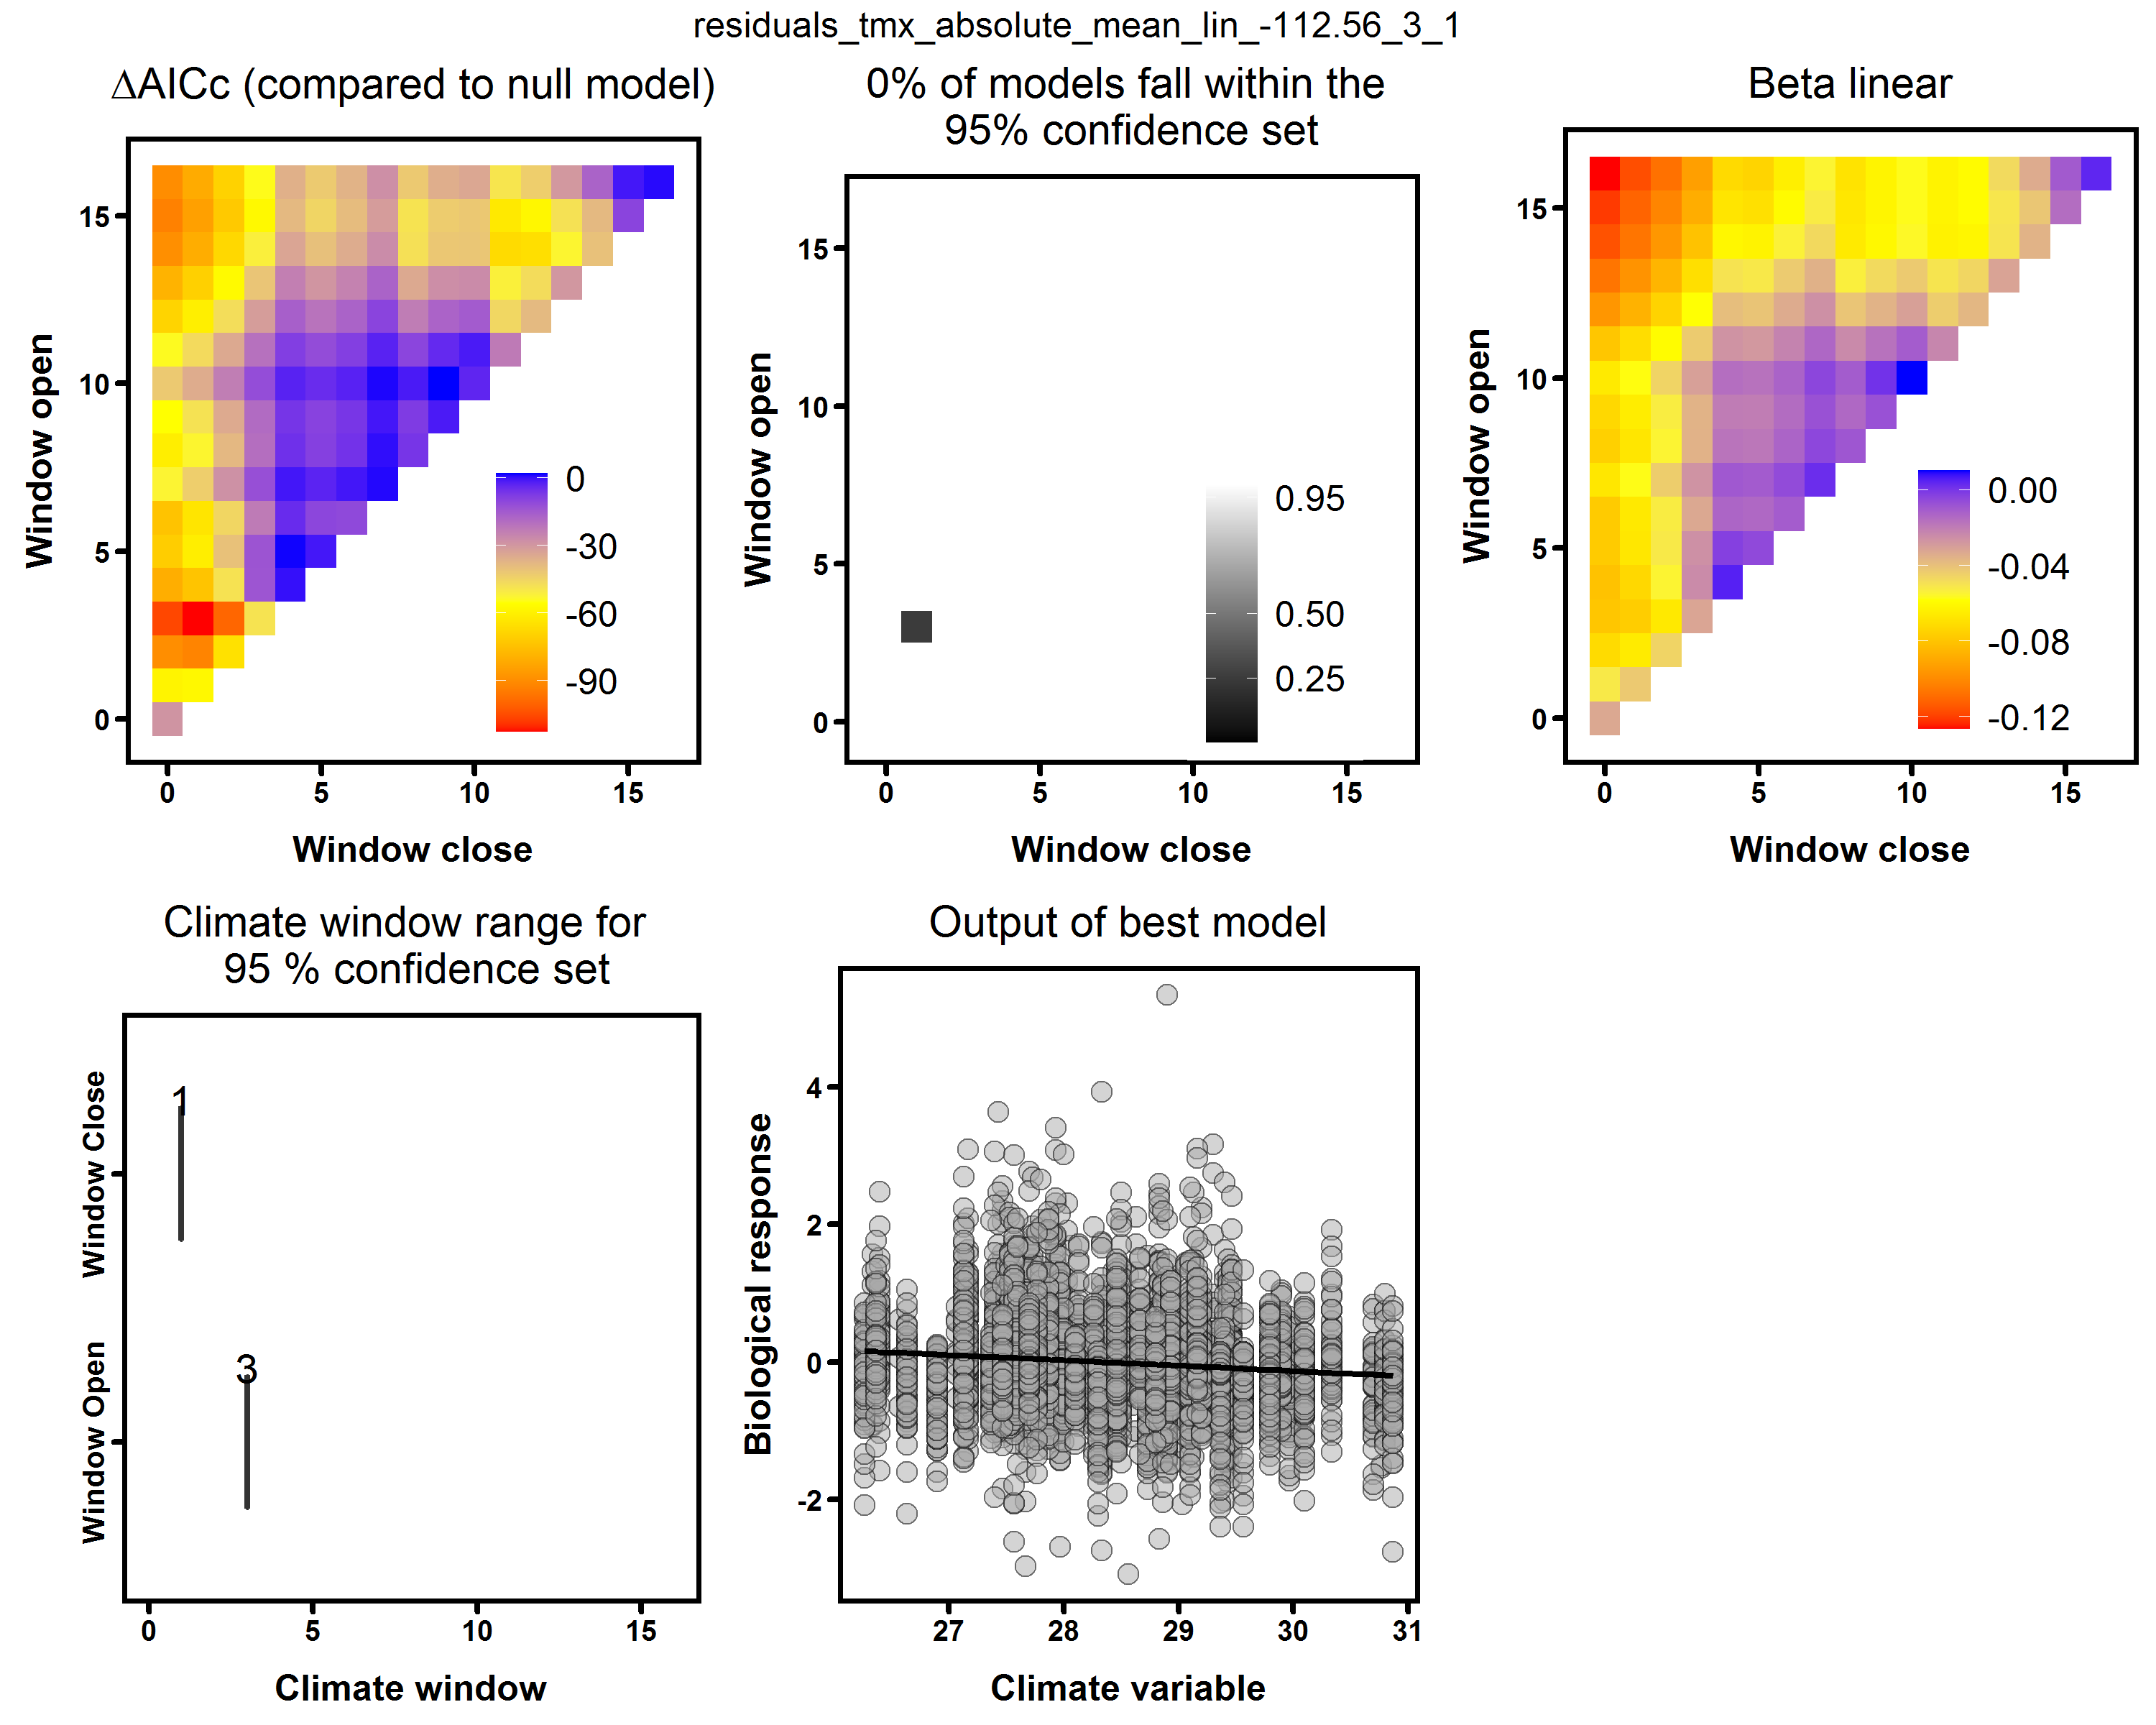 residuals_tmx_absolute_mean_lin_-112.56_3_1
ΔAICc (compared to null model)
15
10
5
0
Window open
0
-30
-60
-90
0 5 10 15
Window close
0% of models fall within the
95% confidence set
15
10
5
0
Window open
0.95
0.50
0.25
0 5 10 15
Window close
Beta linear
15
10
5
0
Window open
0.00
-0.04
-0.08
-0.12
0 5 10 15
Window close
Climate window range for
95 % confidence set
Window Close
1
Window Open
3
0 5 10 15
Climate window
Output of best model
4
2
0
-2
Biological response
27 28 29 30 31
Climate variable